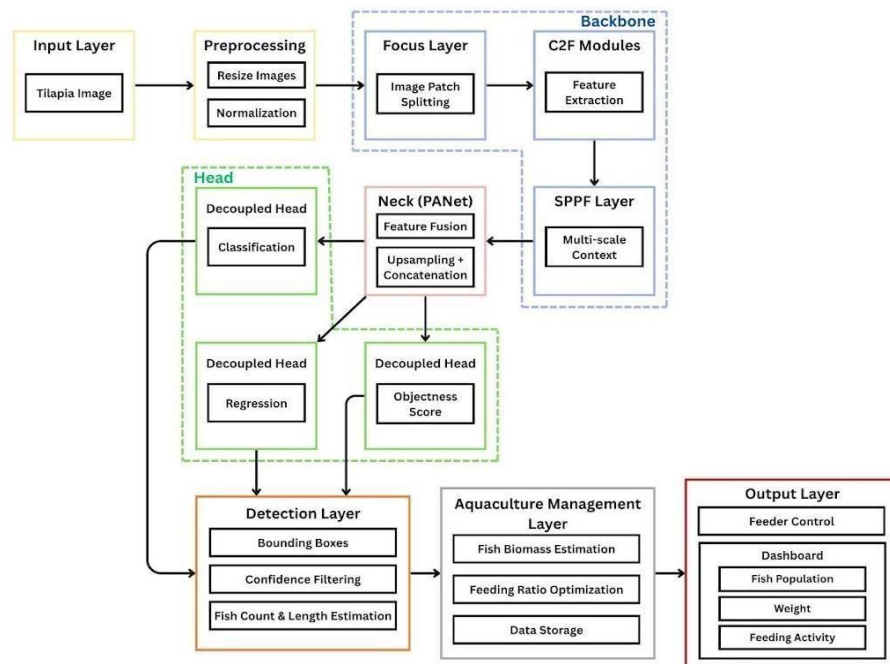 Backbone
Input Layer
Tilapia Image
Preprocessing
Resize Images
Normalization
Focus Layer
Image Patch
Splitting
C2F Modules
Feature
Extraction
SPPF Layer
Multi-scale
Context
Neck (PANet)
Feature Fusion
Upsampling +
Concatenation
Head
Decoupled Head
Classification
Decoupled Head
Regression
Decoupled Head
Objectness
Score
Detection Layer
Bounding Boxes
Confidence Filtering
Fish Count & Length Estimation
Aquaculture Management
Layer
Fish Biomass Estimation
Feeding Ratio Optimization
Data Storage
Output Layer
Feeder Control
Dashboard
Fish Population
Weight
Feeding Activity